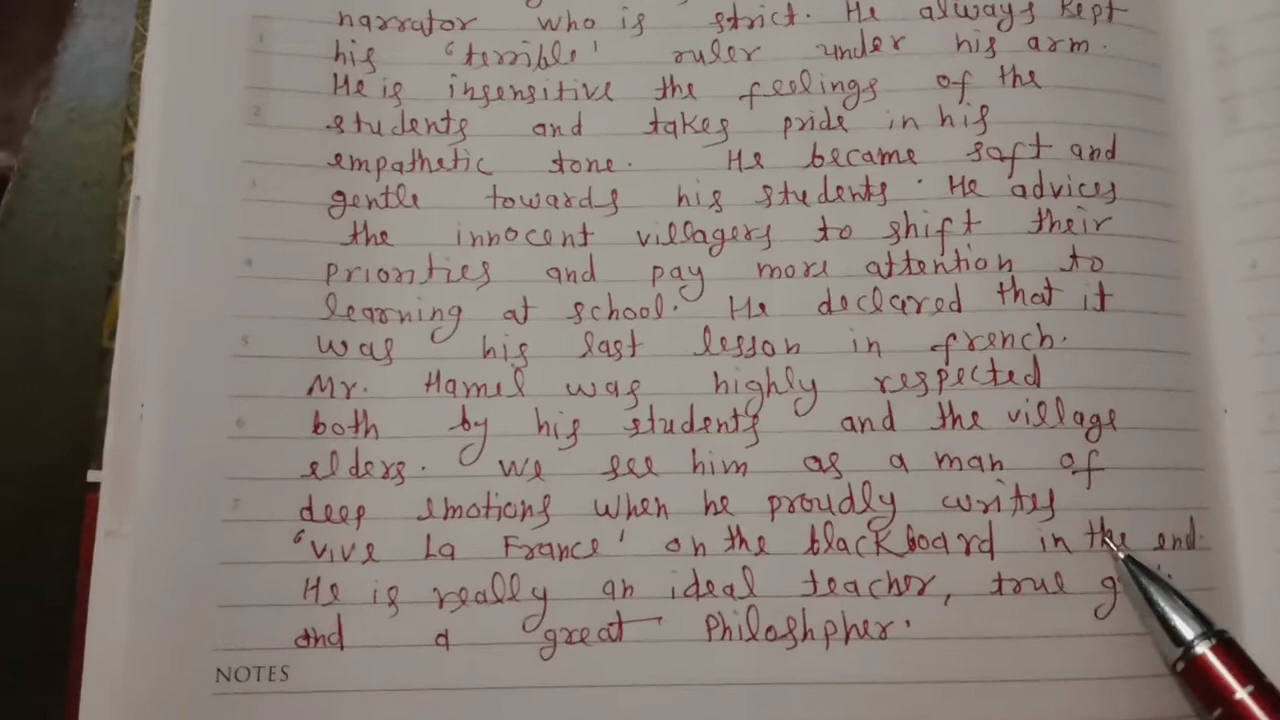 narrator who is strict. He always kept
his 'terrible' ruler under his arm.
He is insensitive the feelings of the
students and takes pride in his
empathetic tone. He became soft and
gentle towards his students. He advices
the innocent villagers to shift their
priorities and pay more attention to
learning at school. He declared that it
was his last lesson in french.
Mr. Hamel was highly respected
both by his students and the village
elders. We see him as a man of
deep emotions when he proudly writes
'Vive La France' on the blackboard in the end.
He is really an ideal teacher, true
and a great Philoshpher.
NOTES